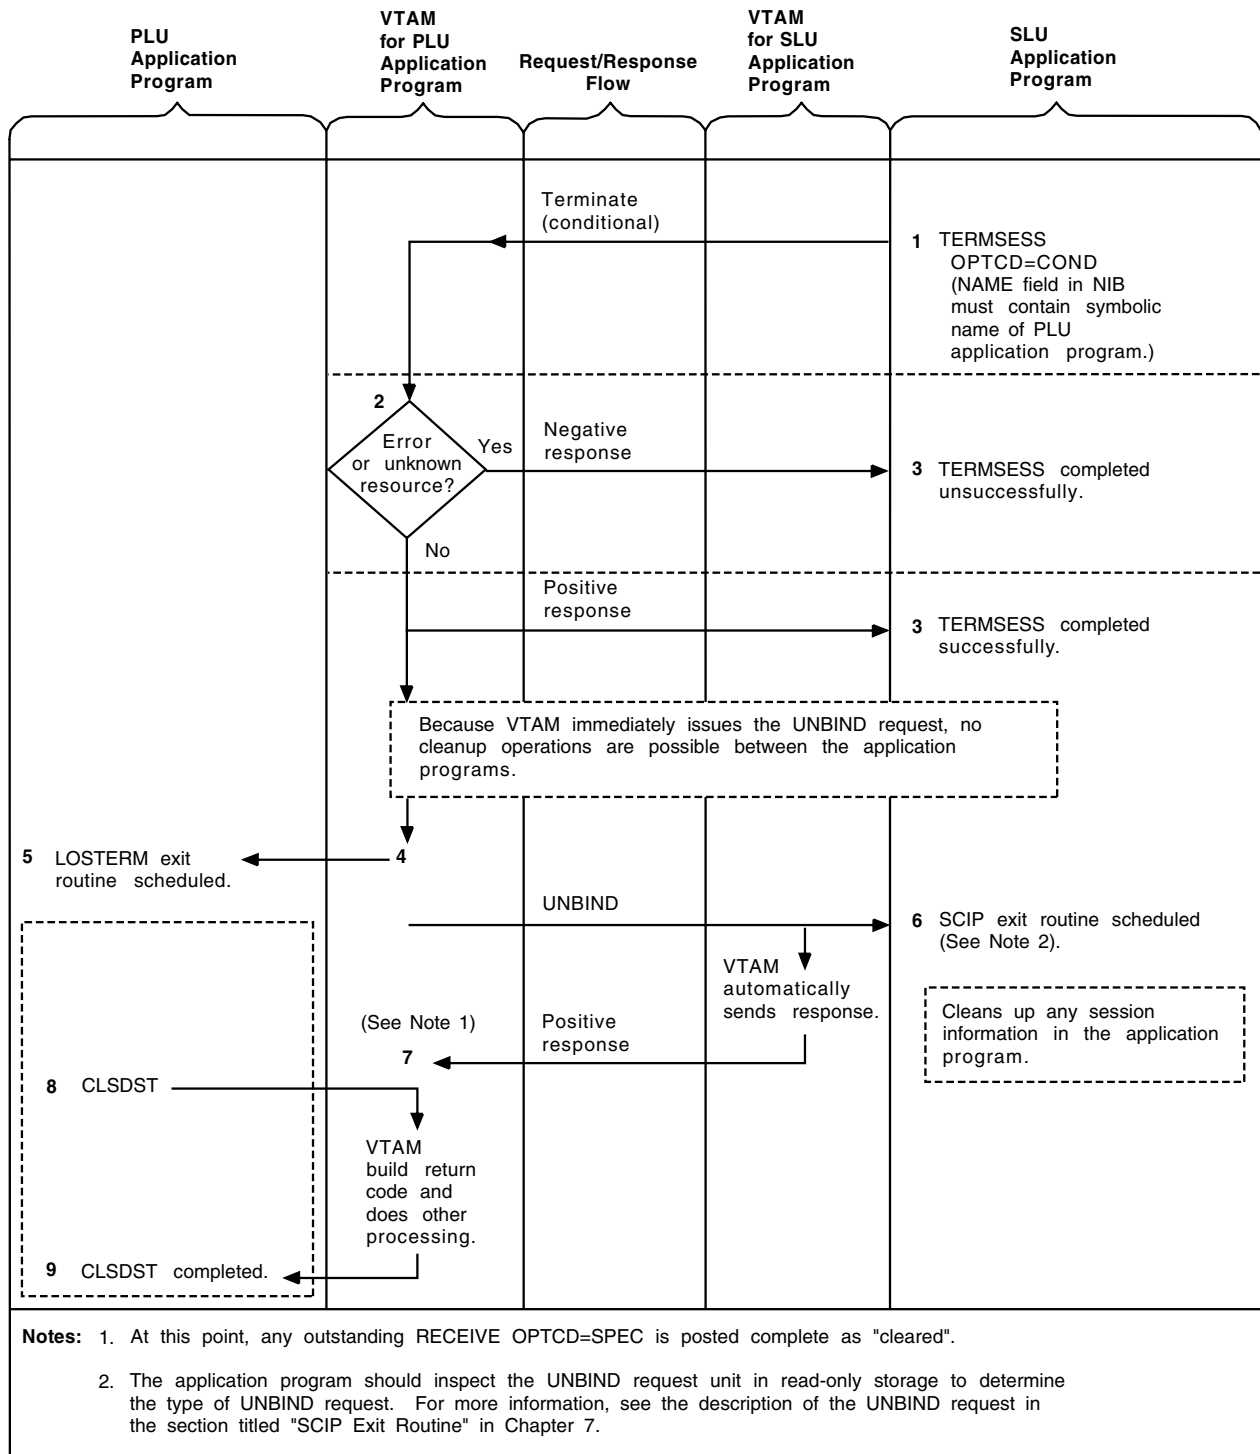 PLU
Application
Program
VTAM
for PLU
Application
Program
Request/Response
Flow
VTAM
for SLU
Application
Program
SLU
Application
Program
Terminate
(conditional)
1 TERMSESS
OPTCD=COND
(NAME field in NIB
must contain symbolic
name of PLU
application program.)
2
Error
or unknown
resource?
Yes
Negative
response
3 TERMSESS completed
unsuccessfully.
No
Positive
response
3 TERMSESS completed
successfully.
Because VTAM immediately issues the UNBIND request, no
cleanup operations are possible between the application
programs.
5 LOSTERM exit
routine scheduled.
4
UNBIND
6 SCIP exit routine scheduled
(See Note 2).
VTAM
automatically
sends response.
Cleans up any session
information in the application
program.
(See Note 1)
Positive
response
7
8 CLSDST
VTAM
build return
code and
does other
processing.
9 CLSDST completed.
Notes: 1. At this point, any outstanding RECEIVE OPTCD=SPEC is posted complete as "cleared".
2. The application program should inspect the UNBIND request unit in read-only storage to determine
the type of UNBIND request. For more information, see the description of the UNBIND request in
the section titled "SCIP Exit Routine" in Chapter 7.